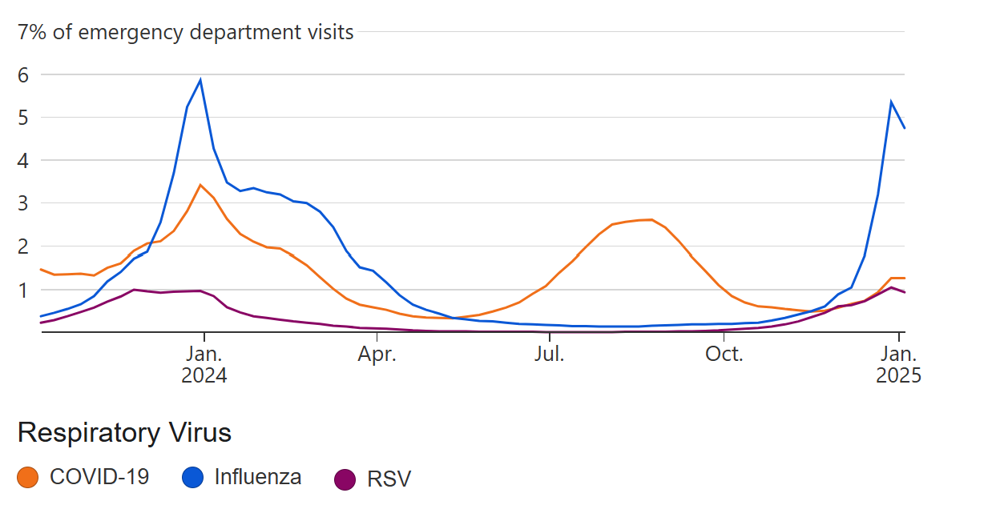 7% of emergency department visits
6
5
4
3
2
1
Jan. Apr. Jul. Oct. Jan.
2024 2025
Respiratory Virus
COVID-19 Influenza RSV